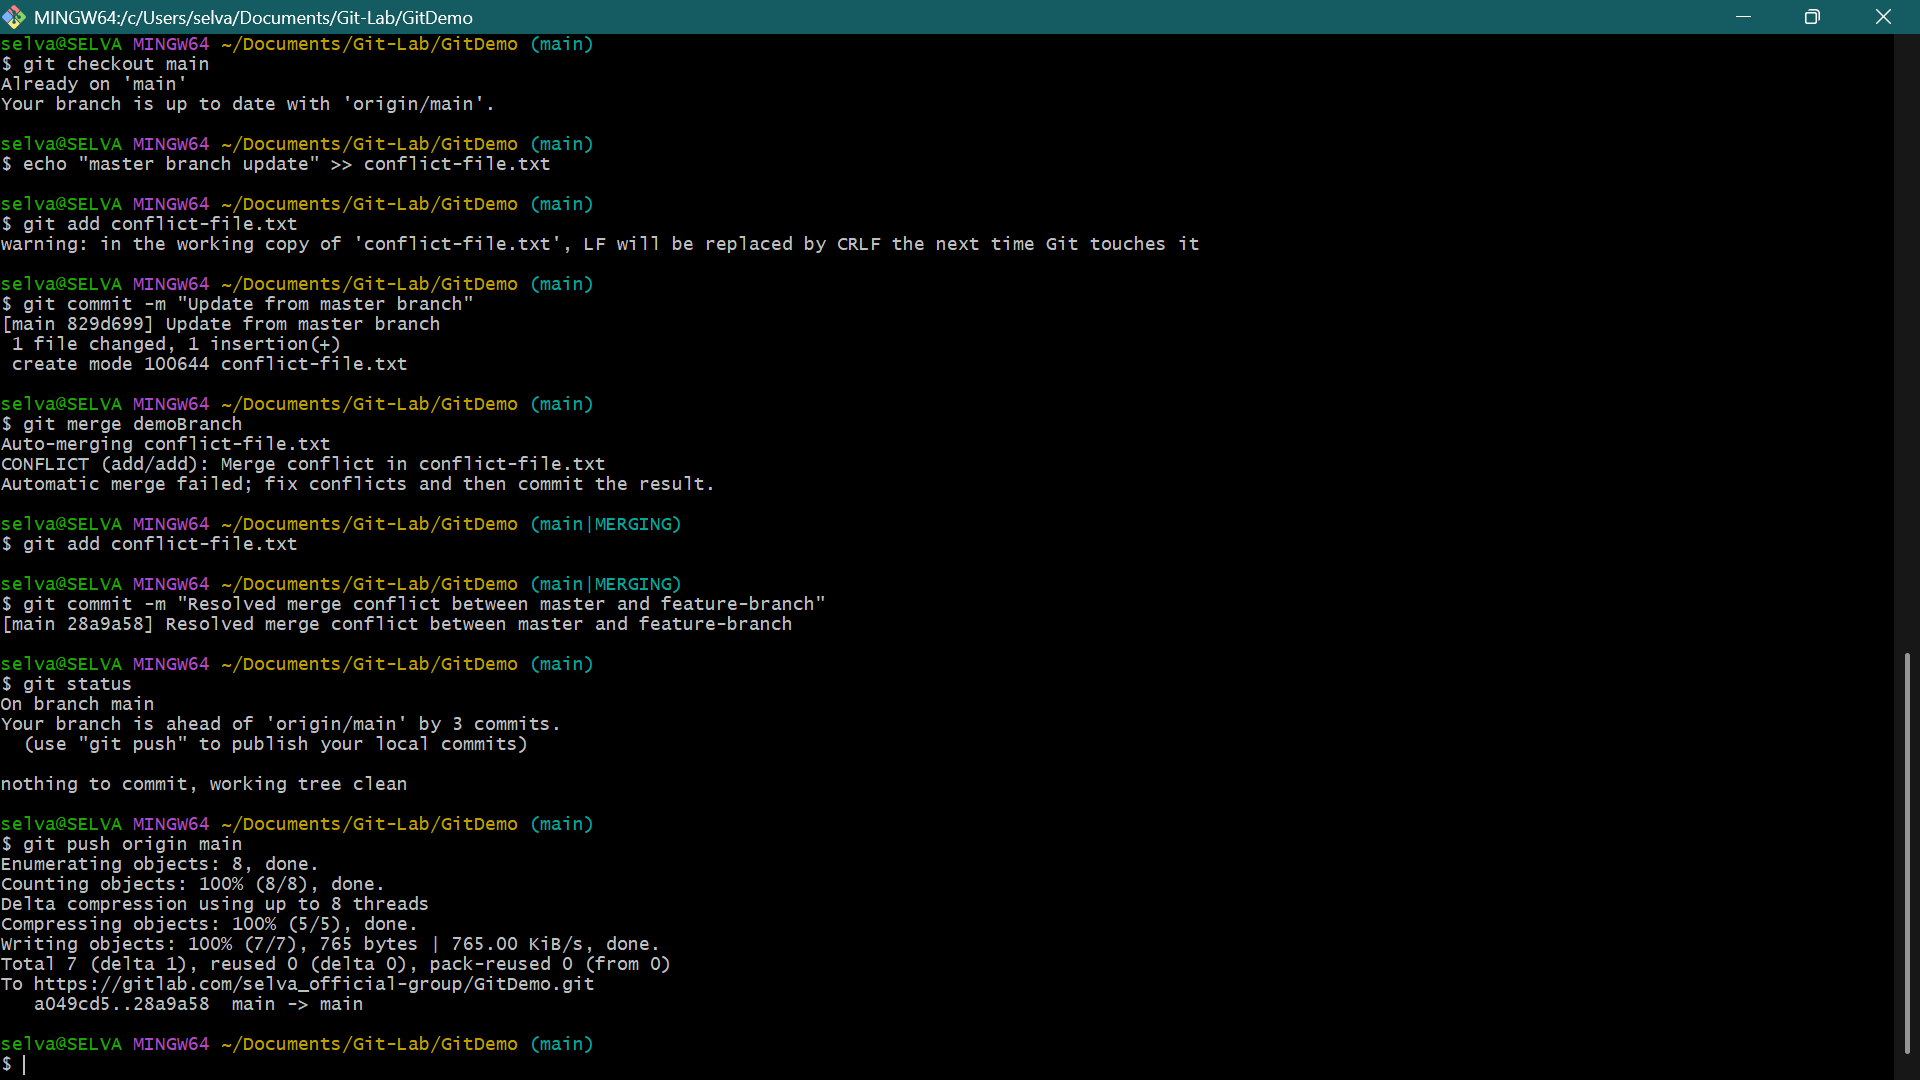 MINGW64:/c/Users/selva/Documents/Git-Lab/GitDemo
selva@SELVA MINGW64 ~/Documents/Git-Lab/GitDemo (main)
$ git checkout main
Already on 'main'
Your branch is up to date with 'origin/main'.

selva@SELVA MINGW64 ~/Documents/Git-Lab/GitDemo (main)
$ echo "master branch update" >> conflict-file.txt

selva@SELVA MINGW64 ~/Documents/Git-Lab/GitDemo (main)
$ git add conflict-file.txt
warning: in the working copy of 'conflict-file.txt', LF will be replaced by CRLF the next time Git touches it

selva@SELVA MINGW64 ~/Documents/Git-Lab/GitDemo (main)
$ git commit -m "Update from master branch"
[main 829d699] Update from master branch
 1 file changed, 1 insertion(+)
 create mode 100644 conflict-file.txt

selva@SELVA MINGW64 ~/Documents/Git-Lab/GitDemo (main)
$ git merge demoBranch
Auto-merging conflict-file.txt
CONFLICT (add/add): Merge conflict in conflict-file.txt
Automatic merge failed; fix conflicts and then commit the result.

selva@SELVA MINGW64 ~/Documents/Git-Lab/GitDemo (main|MERGING)
$ git add conflict-file.txt

selva@SELVA MINGW64 ~/Documents/Git-Lab/GitDemo (main|MERGING)
$ git commit -m "Resolved merge conflict between master and feature-branch"
[main 28a9a58] Resolved merge conflict between master and feature-branch

selva@SELVA MINGW64 ~/Documents/Git-Lab/GitDemo (main)
$ git status
On branch main
Your branch is ahead of 'origin/main' by 3 commits.
  (use "git push" to publish your local commits)

nothing to commit, working tree clean

selva@SELVA MINGW64 ~/Documents/Git-Lab/GitDemo (main)
$ git push origin main
Enumerating objects: 8, done.
Counting objects: 100% (8/8), done.
Delta compression using up to 8 threads
Compressing objects: 100% (5/5), done.
Writing objects: 100% (7/7), 765 bytes | 765.00 KiB/s, done.
Total 7 (delta 1), reused 0 (delta 0), pack-reused 0 (from 0)
To https://gitlab.com/selva_official-group/GitDemo.git
   a049cd5..28a9a58  main -> main

selva@SELVA MINGW64 ~/Documents/Git-Lab/GitDemo (main)
$